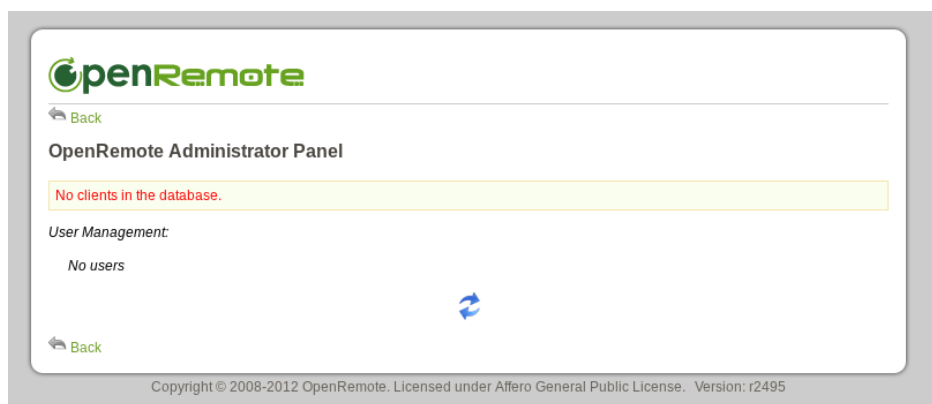 OpenRemote
Back
OpenRemote Administrator Panel
No clients in the database.
User Management:
No users
Back
Copyright © 2008-2012 OpenRemote. Licensed under Affero General Public License. Version: r2495